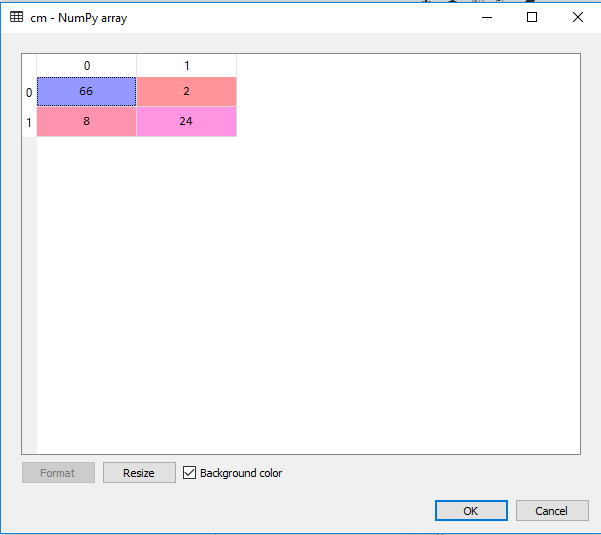 cm - NumPy array
0 1
0 66 2
1 8 24
Format Resize Background color
OK Cancel